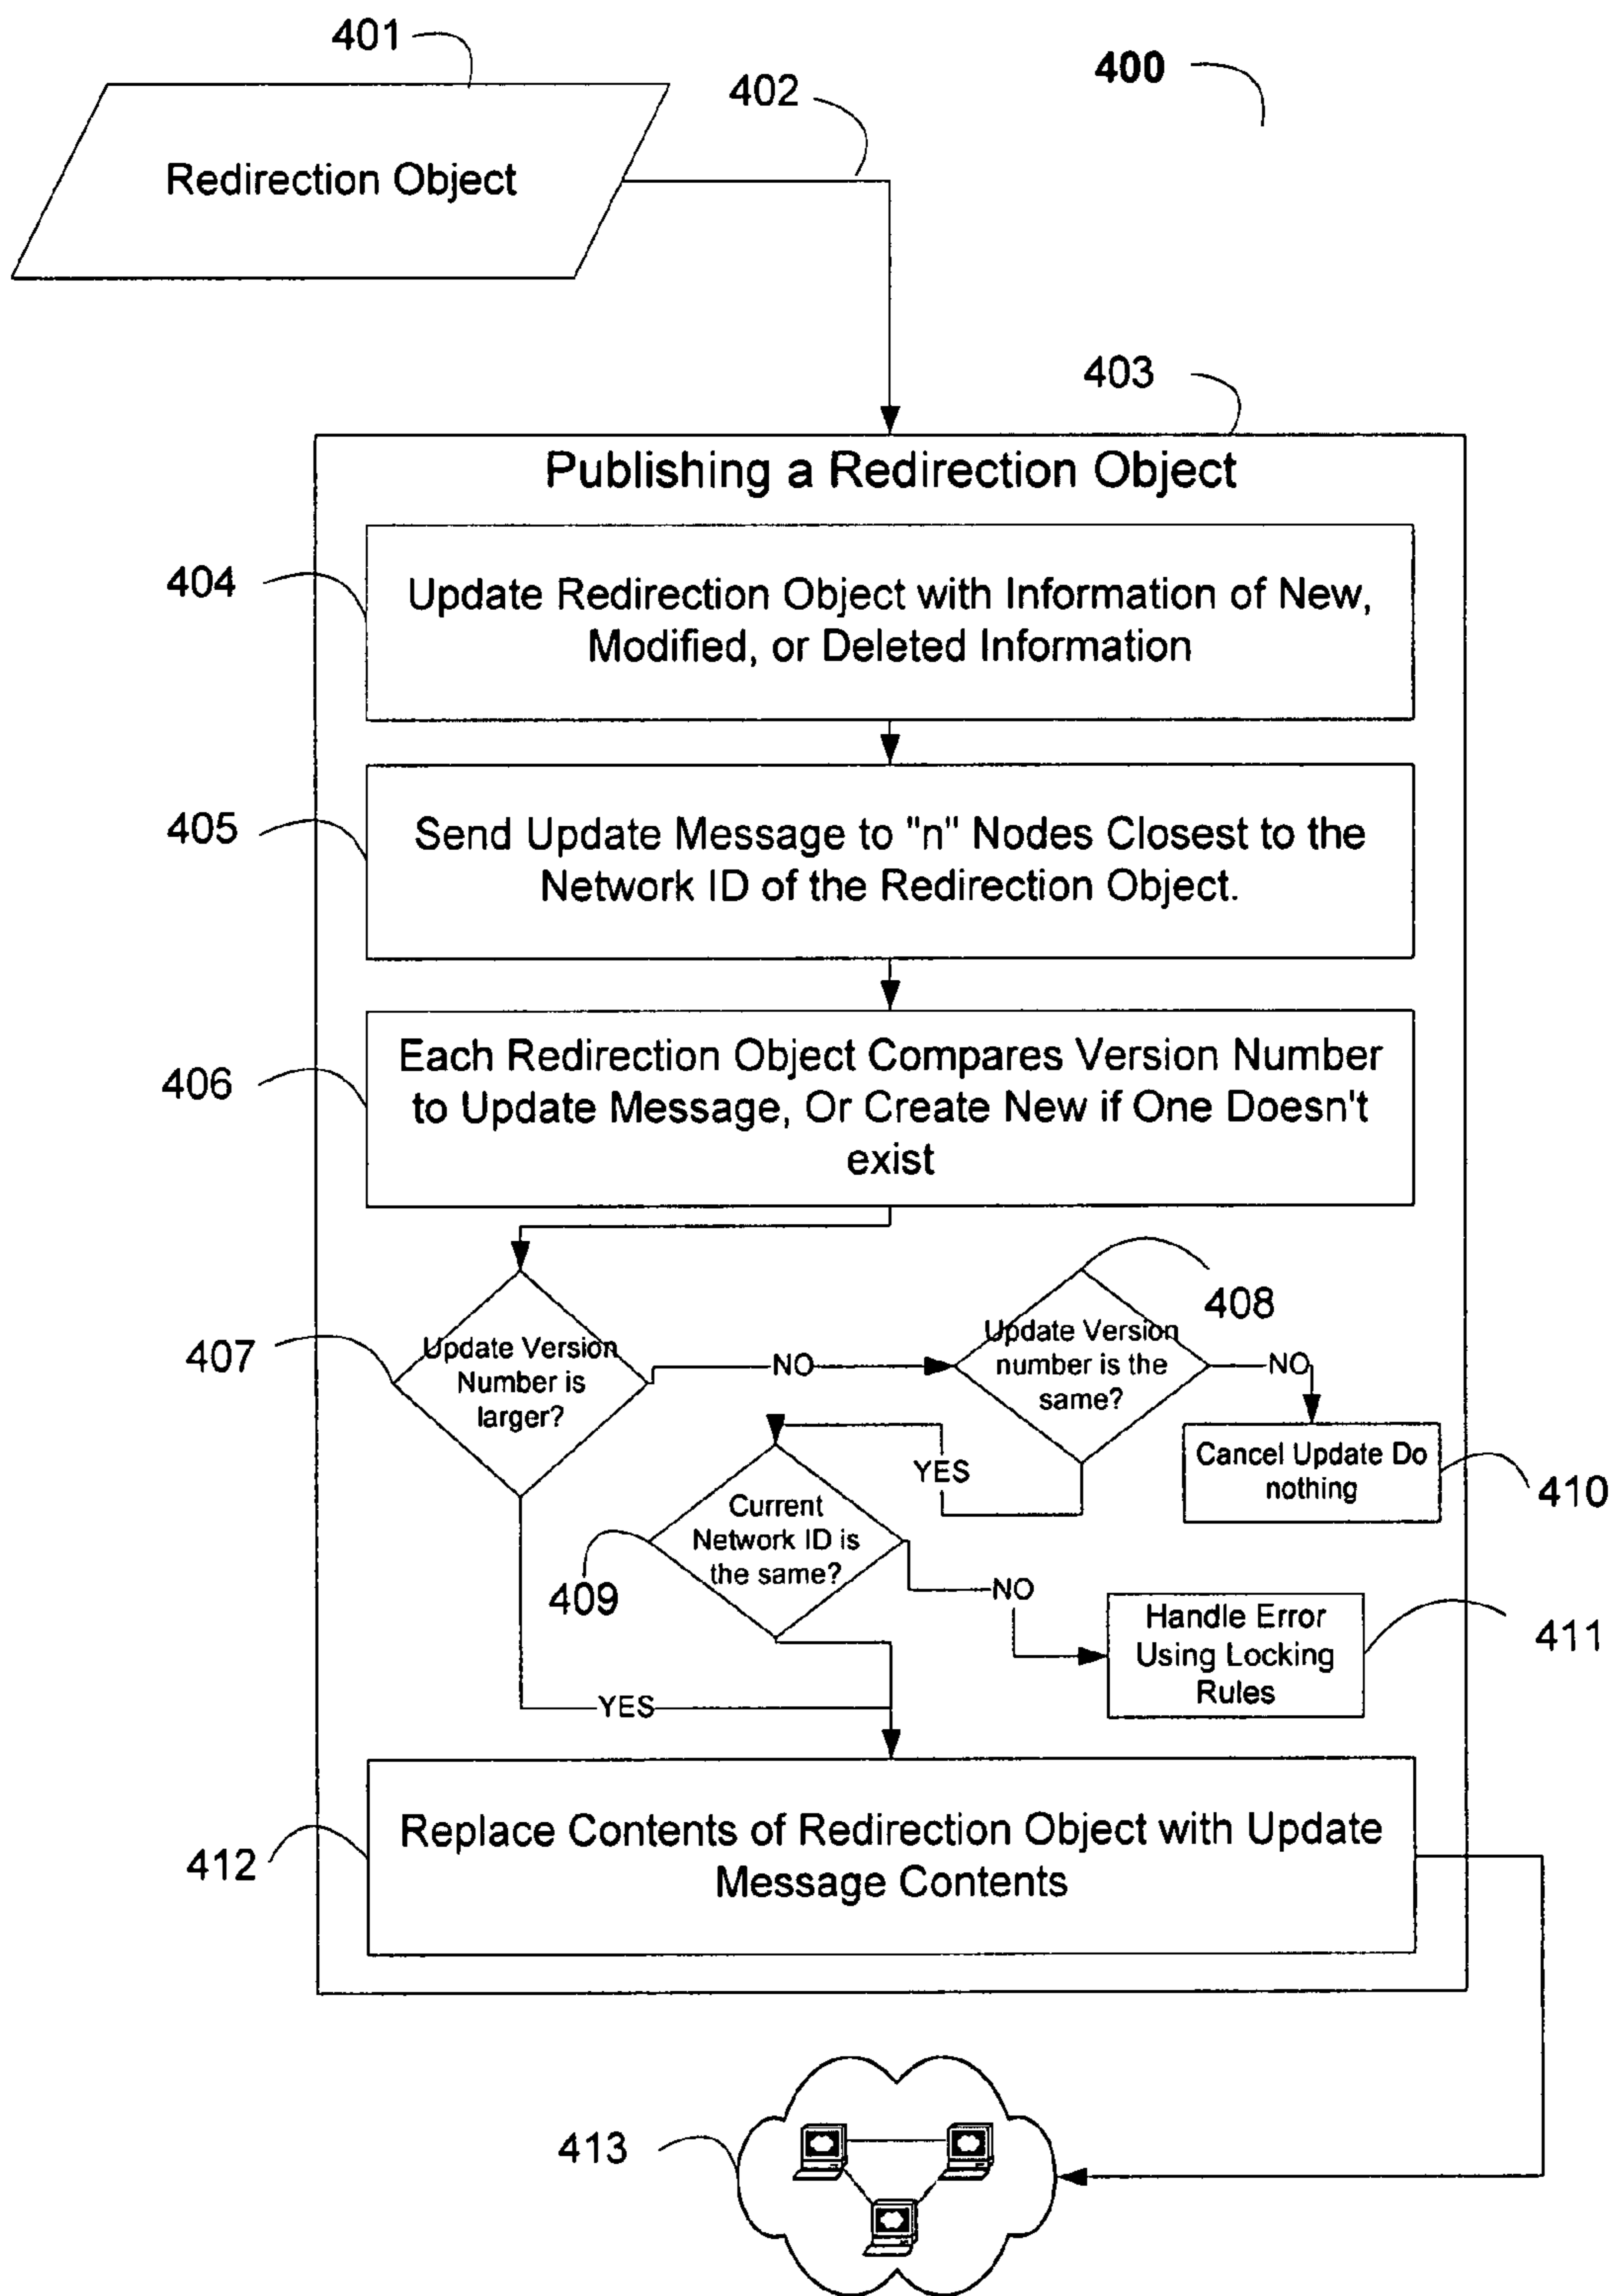 401
400
402
Redirection Object
403
Publishing a Redirection Object
404
Update Redirection Object with Information of New,
Modified, or Deleted Information
405
Send Update Message to "n" Nodes Closest to the
Network ID of the Redirection Object.
406
Each Redirection Object Compares Version Number
to Update Message, Or Create New if One Doesn't
exist
407
Update Version
Number is
larger?
NO
408
Update Version
number is the
same?
NO
YES
Cancel Update Do
nothing
410
409
Current
Network ID is
the same?
NO
Handle Error
Using Locking
Rules
411
YES
412
Replace Contents of Redirection Object with Update
Message Contents
413